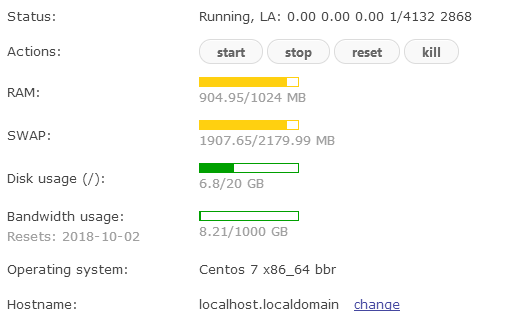 Status: Running, LA: 0.00 0.00 0.00 1/4132 2868
Actions: start stop reset kill
RAM:
904.95/1024 MB
SWAP:
1907.65/2179.99 MB
Disk usage (/):
6.8/20 GB
Bandwidth usage:
Resets: 2018-10-02
8.21/1000 GB
Operating system: Centos 7 x86_64 bbr
Hostname: localhost.localdomain change